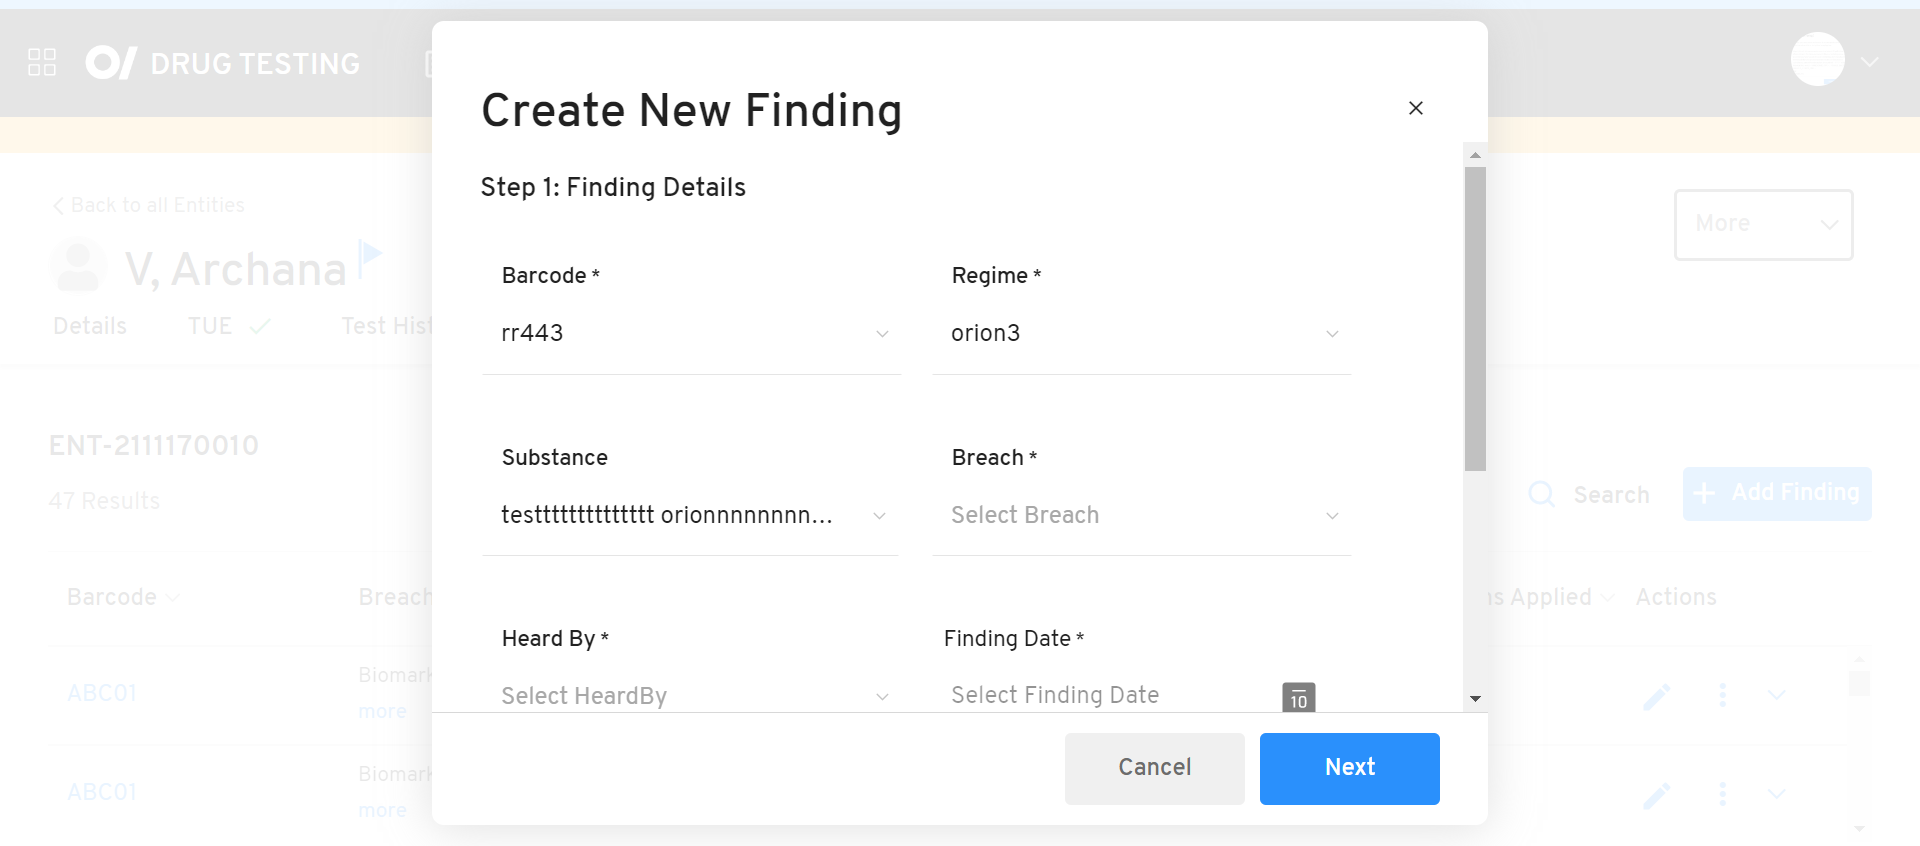 DRUG TESTING
Create New Finding
Step 1: Finding Details
Back to all Entities
More
V, Archana
Details TUE Test Hist
Barcode * Regime *
rr443 orion3
ENT-2111170010
47 Results
Substance Breach *
testttttttttttttt orionnnnnnnn... Select Breach
Search + Add Finding
Barcode Breach s Applied Actions
Heard By * Finding Date *
Select HeardBy Select Finding Date 10
ABC01 Biomark
more
Cancel Next
ABC01 Biomark
more